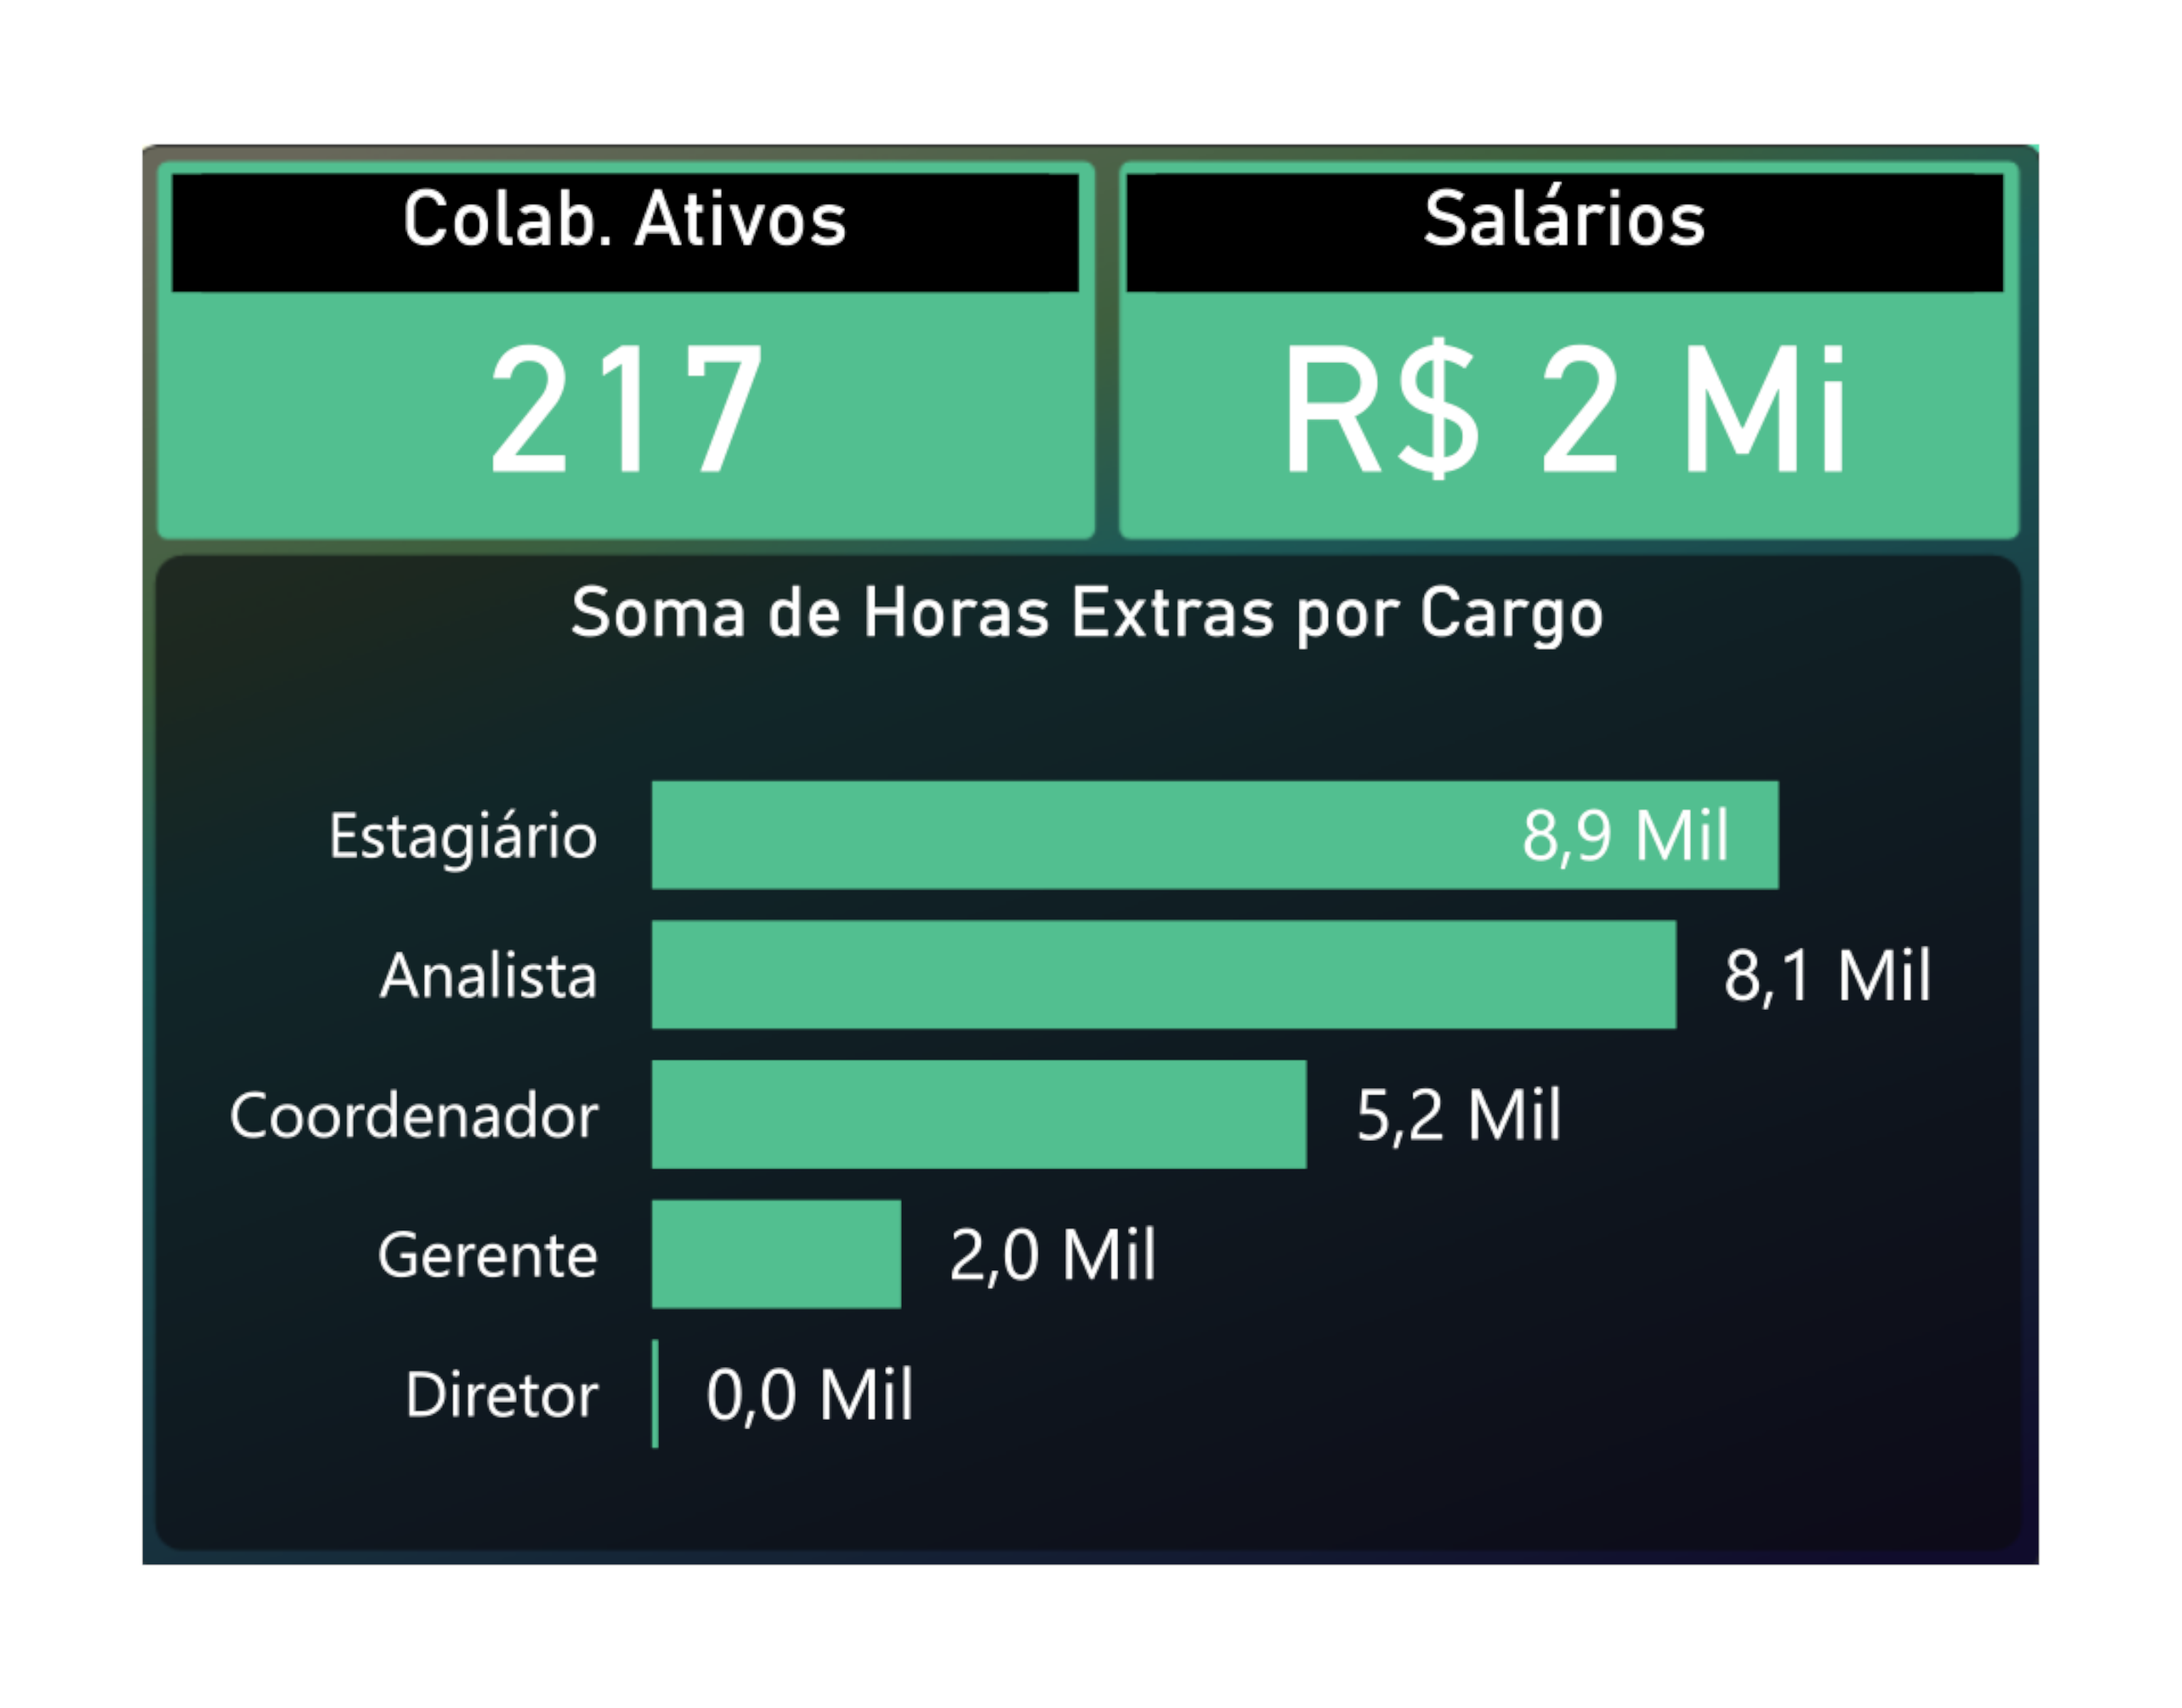 Colab. Ativos
217
Salários
R$ 2 Mi
Soma de Horas Extras por Cargo
Estagiário 8,9 Mil
Analista 8,1 Mil
Coordenador 5,2 Mil
Gerente 2,0 Mil
Diretor 0,0 Mil